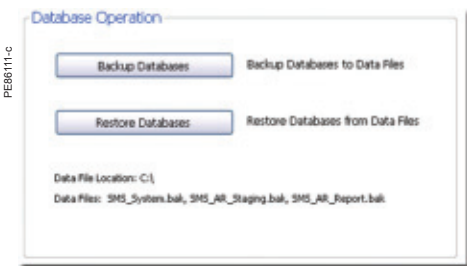 Database Operation
PE86111-c
Backup Databases Backup Databases to Data Files
Restore Databases Restore Databases from Data Files
Data File Location: C:\
Data Files: SMS_System.bak, SMS_AR_Staging.bak, SMS_AR_Report.bak